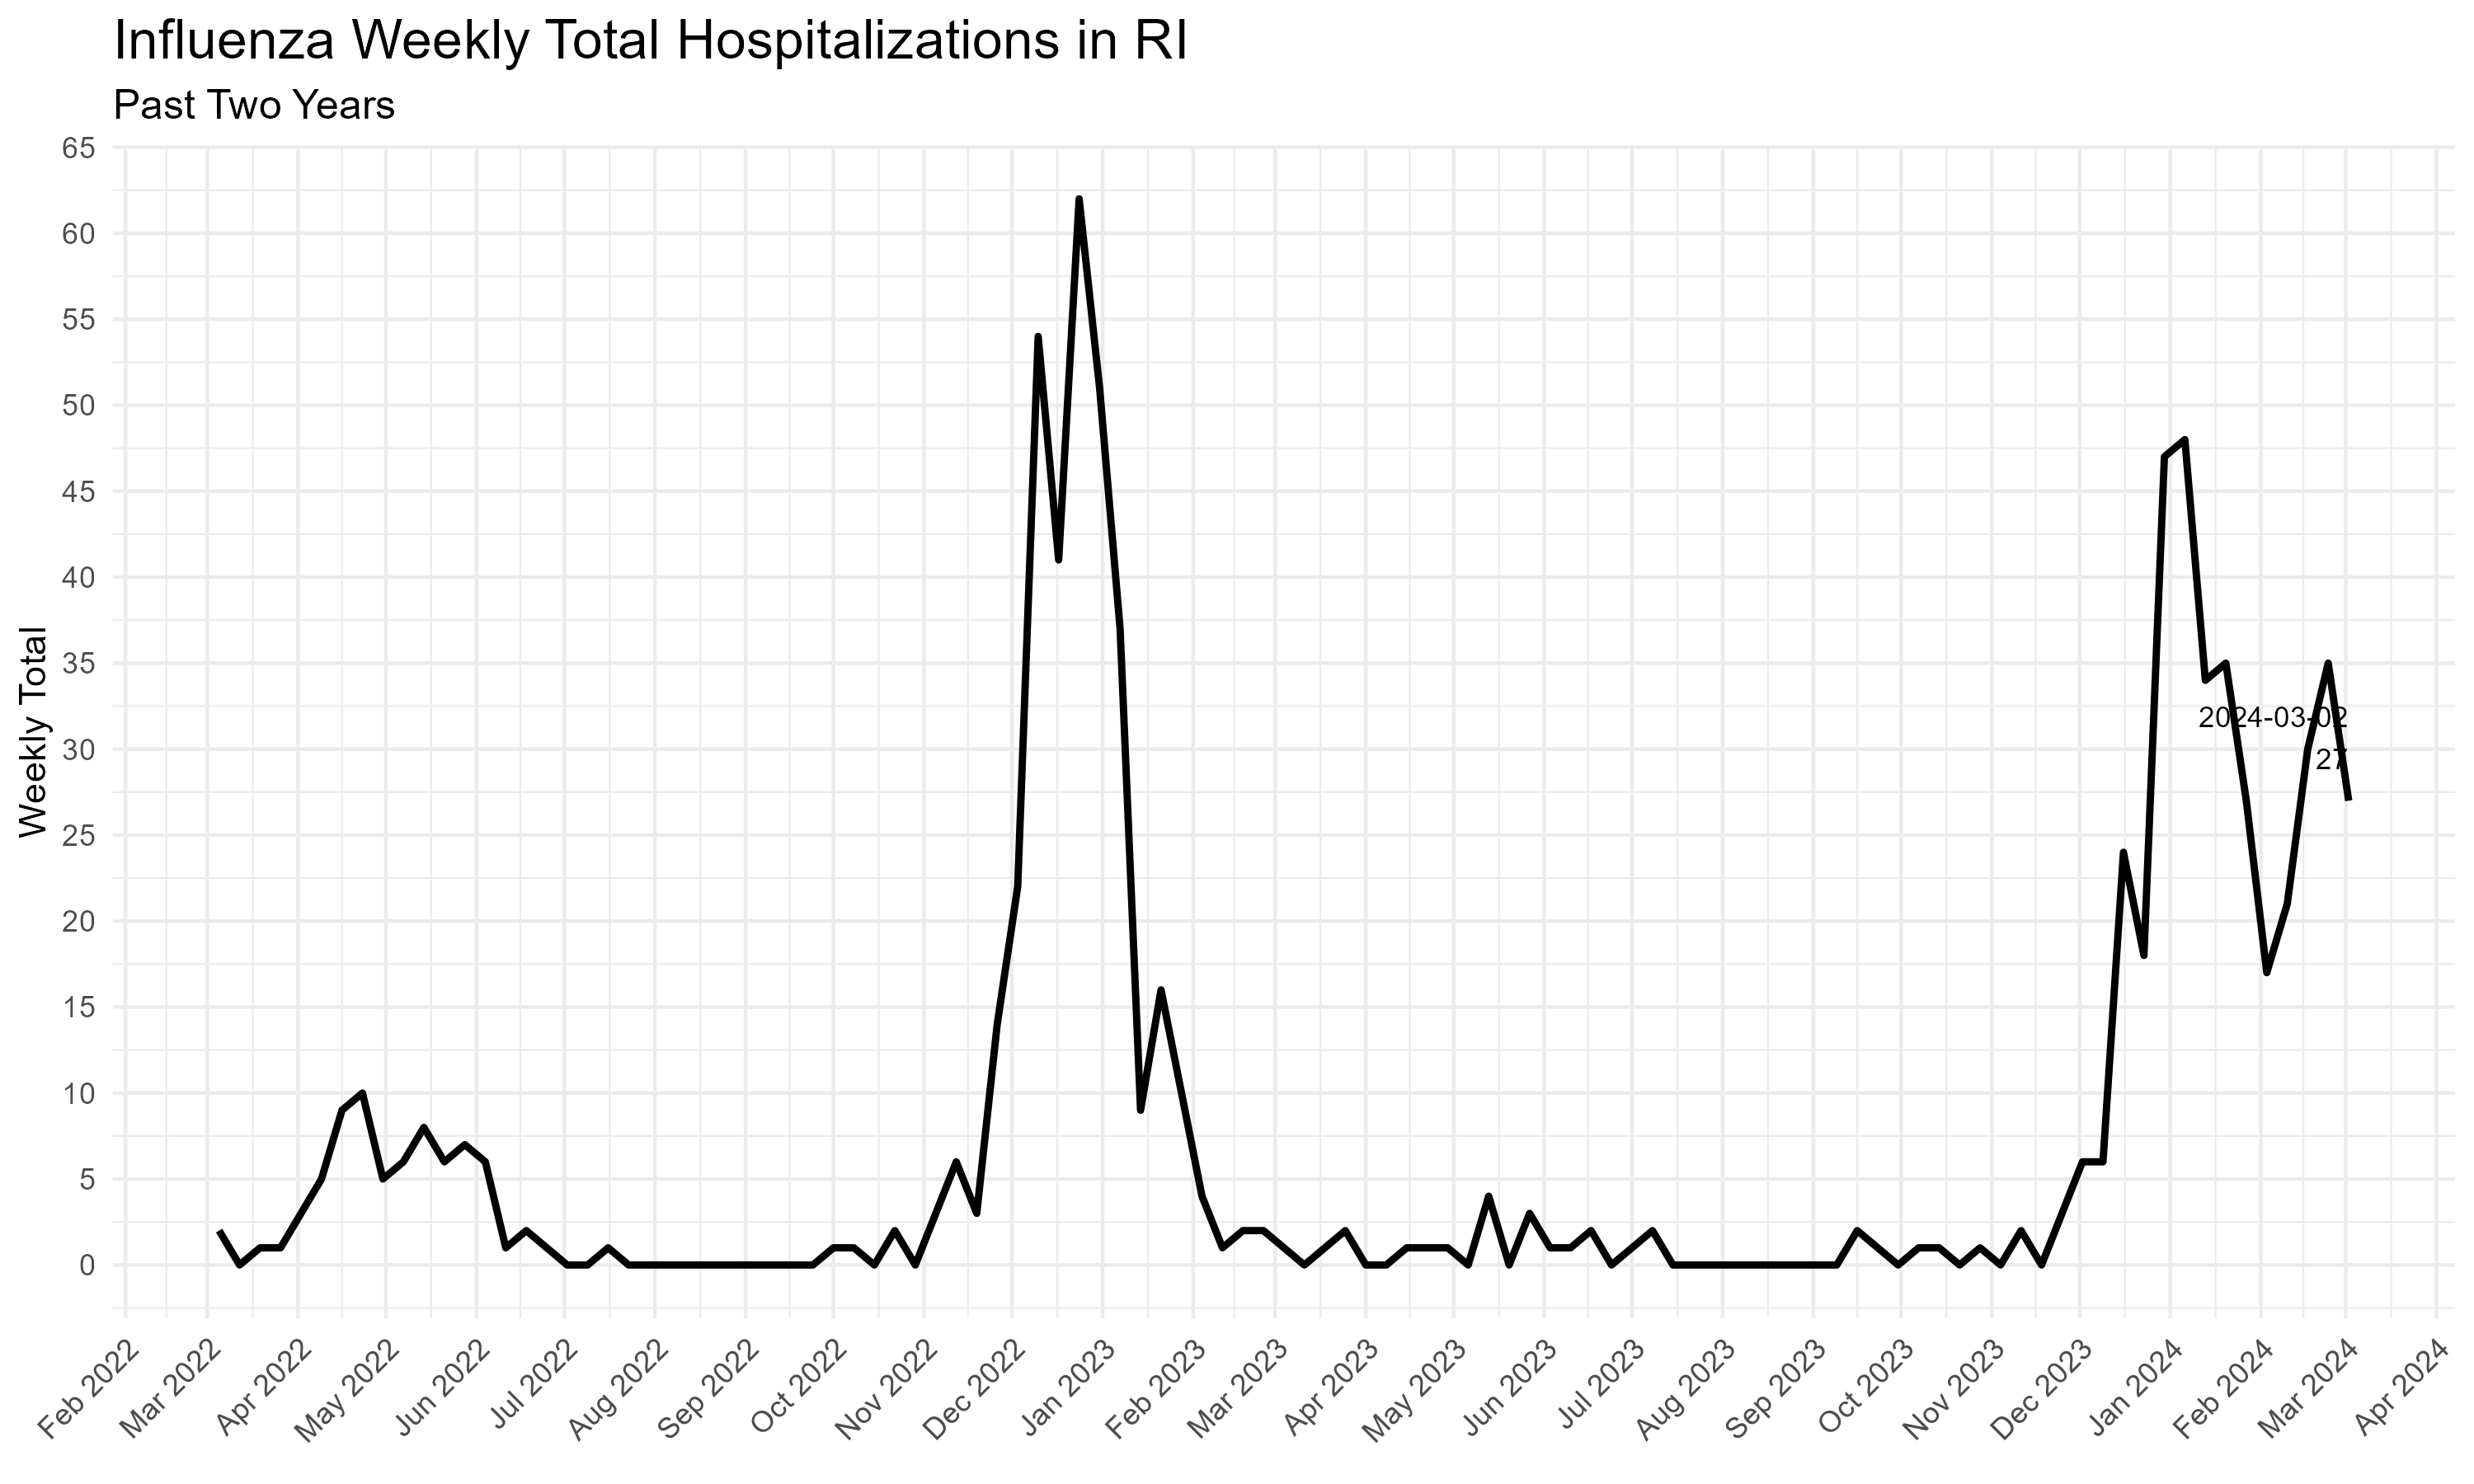 Influenza Weekly Total Hospitalizations in RI
Past Two Years
Weekly Total
65
60
55
50
45
40
35
30
25
20
15
10
5
0
2024-03-02
27
Feb 2022
Mar 2022
Apr 2022
May 2022
Jun 2022
Jul 2022
Aug 2022
Sep 2022
Oct 2022
Nov 2022
Dec 2022
Jan 2023
Feb 2023
Mar 2023
Apr 2023
May 2023
Jun 2023
Jul 2023
Aug 2023
Sep 2023
Oct 2023
Nov 2023
Dec 2023
Jan 2024
Feb 2024
Mar 2024
Apr 2024